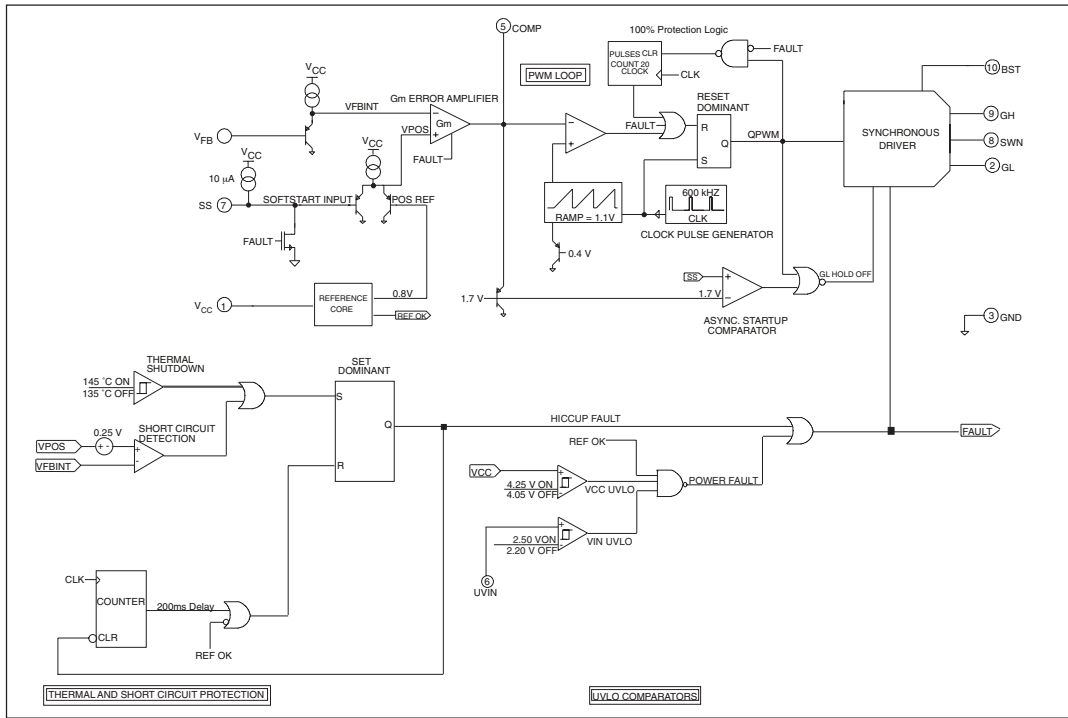 5 COMP
100% Protection Logic
PULSES CLR
COUNT 20
CLOCK
FAULT
CLK
10 BST
PWM LOOP
VCC
Gm ERROR AMPLIFIER
VFBINT
RESET
DOMINANT
9 GH
VFB
VPOS
−
Gm
+
−
+
FAULT
R
Q
S
QPWM
SYNCHRONOUS
DRIVER
8 SWN
2 GL
VCC
VCC
FAULT
10 µA
SS 7
SOFTSTART INPUT
POS REF
600 kHZ
CLK
RAMP = 1.1V
CLOCK PULSE GENERATOR
FAULT
0.4 V
GL HOLD OFF
SS
+
1.7 V
1.7 V
−
VCC 1
REFERENCE
CORE
0.8V
REF OK
ASYNC. STARTUP
COMPARATOR
3 GND
THERMAL
SHUTDOWN
SET
DOMINANT
145 ˚C ON
135 ˚C OFF
S
Q
R
HICCUP FAULT
0.25 V
+ -
SHORT CIRCUIT
DETECTION
VPOS
+
-
VFBINT
FAULT
REF OK
VCC
+
-
4.25 V ON
4.05 V OFF
VCC UVLO
POWER FAULT
+
-
2.50 VON
2.20 V OFF
VIN UVLO
6
UVIN
CLK
COUNTER
CLR
200ms Delay
REF OK
THERMAL AND SHORT CIRCUIT PROTECTION
UVLO COMPARATORS